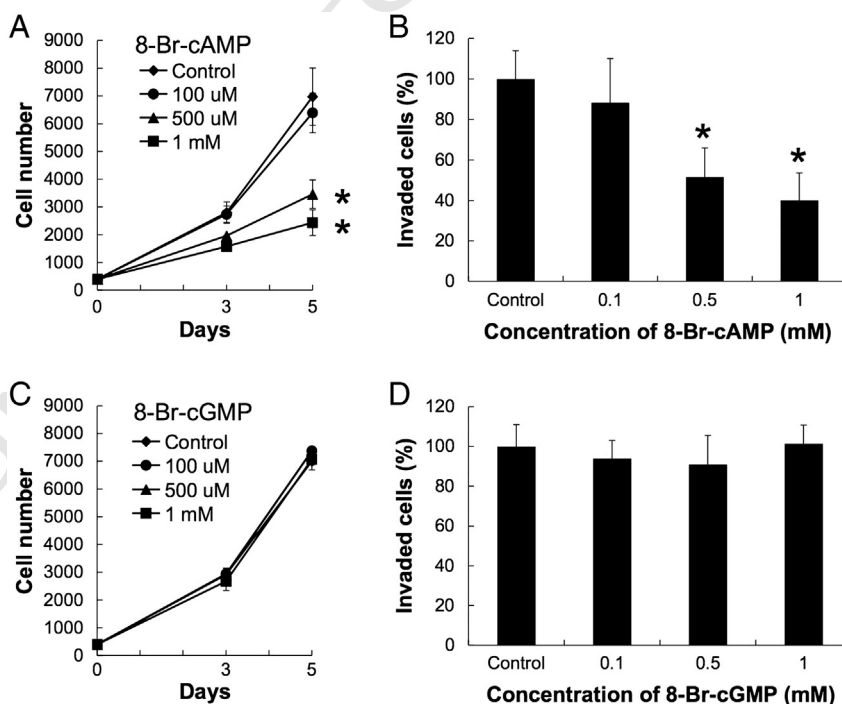 A
8-Br-cAMP
Control
100 uM
500 uM
1 mM
9000
8000
7000
6000
5000
4000
3000
2000
1000
0
Cell number
*
*
0 3 5
Days
B
120
100
80
60
40
20
0
Invaded cells (%)
*
*
Control 0.1 0.5 1
Concentration of 8-Br-cAMP (mM)
C
8-Br-cGMP
Control
100 uM
500 uM
1 mM
9000
8000
7000
6000
5000
4000
3000
2000
1000
0
Cell number
0 3 5
Days
D
120
100
80
60
40
20
0
Invaded cells (%)
Control 0.1 0.5 1
Concentration of 8-Br-cGMP (mM)